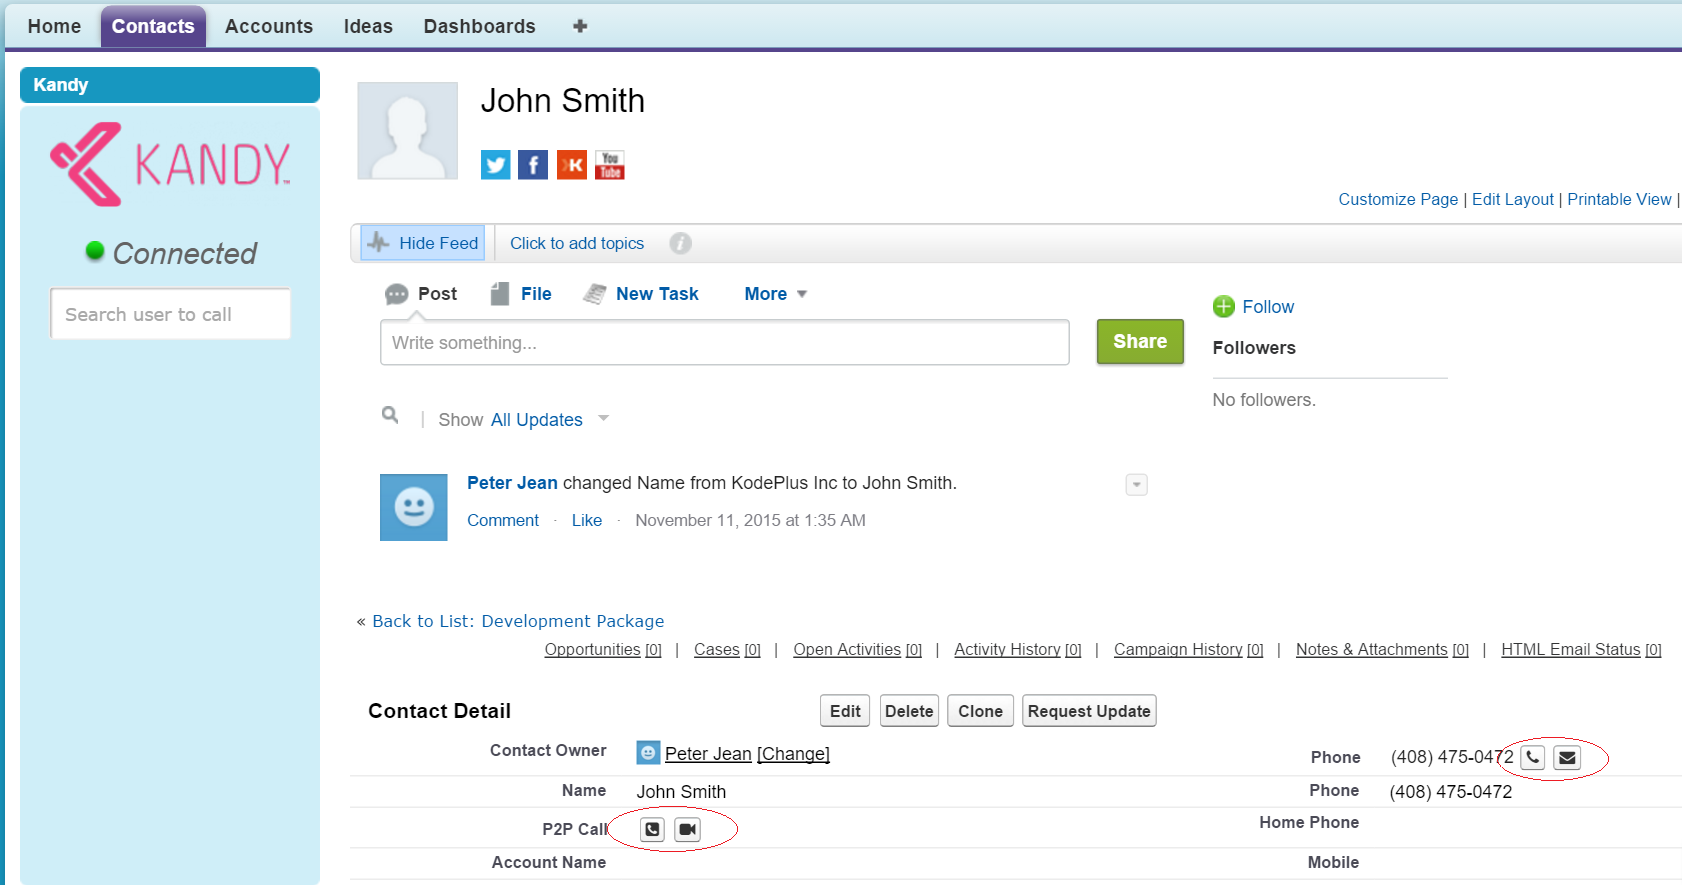 Home Contacts Accounts Ideas Dashboards
Kandy
KANDY™
Connected
Search user to call
John Smith
You Tube
Customize Page | Edit Layout | Printable View |
Hide Feed Click to add topics i
Post File New Task More
Write something...
Share
Follow
Followers
No followers.
| Show All Updates
Peter Jean changed Name from KodePlus Inc to John Smith.
Comment · Like · November 11, 2015 at 1:35 AM
« Back to List: Development Package
Opportunities [0] | Cases [0] | Open Activities [0] | Activity History [0] | Campaign History [0] | Notes & Attachments [0] | HTML Email Status [0]
Contact Detail Edit Delete Clone Request Update
Contact Owner Peter Jean [Change] Phone (408) 475-0472
Name John Smith Phone (408) 475-0472
P2P Call Home Phone
Account Name Mobile